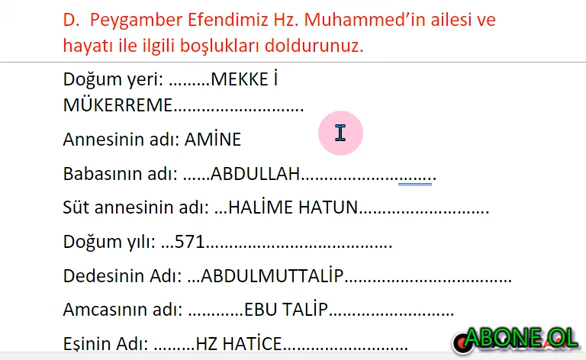 D. Peygamber Efendimiz Hz. Muhammed’in ailesi ve
hayatı ile ilgili boşlukları doldurunuz.
Doğum yeri: .........MEKKE İ
MÜKERREME............................
Annesinin adı: AMİNE
Babasının adı: ......ABDULLAH.............................
Süt annesinin adı: ...HALİME HATUN............................
Doğum yılı: ...571........................................
Dedesinin Adı: ...ABDULMUTTALİP....................................
Amcasının adı: ............EBU TALİP...........................
Eşinin Adı: .........HZ HATİCE...........................
ABONE OL